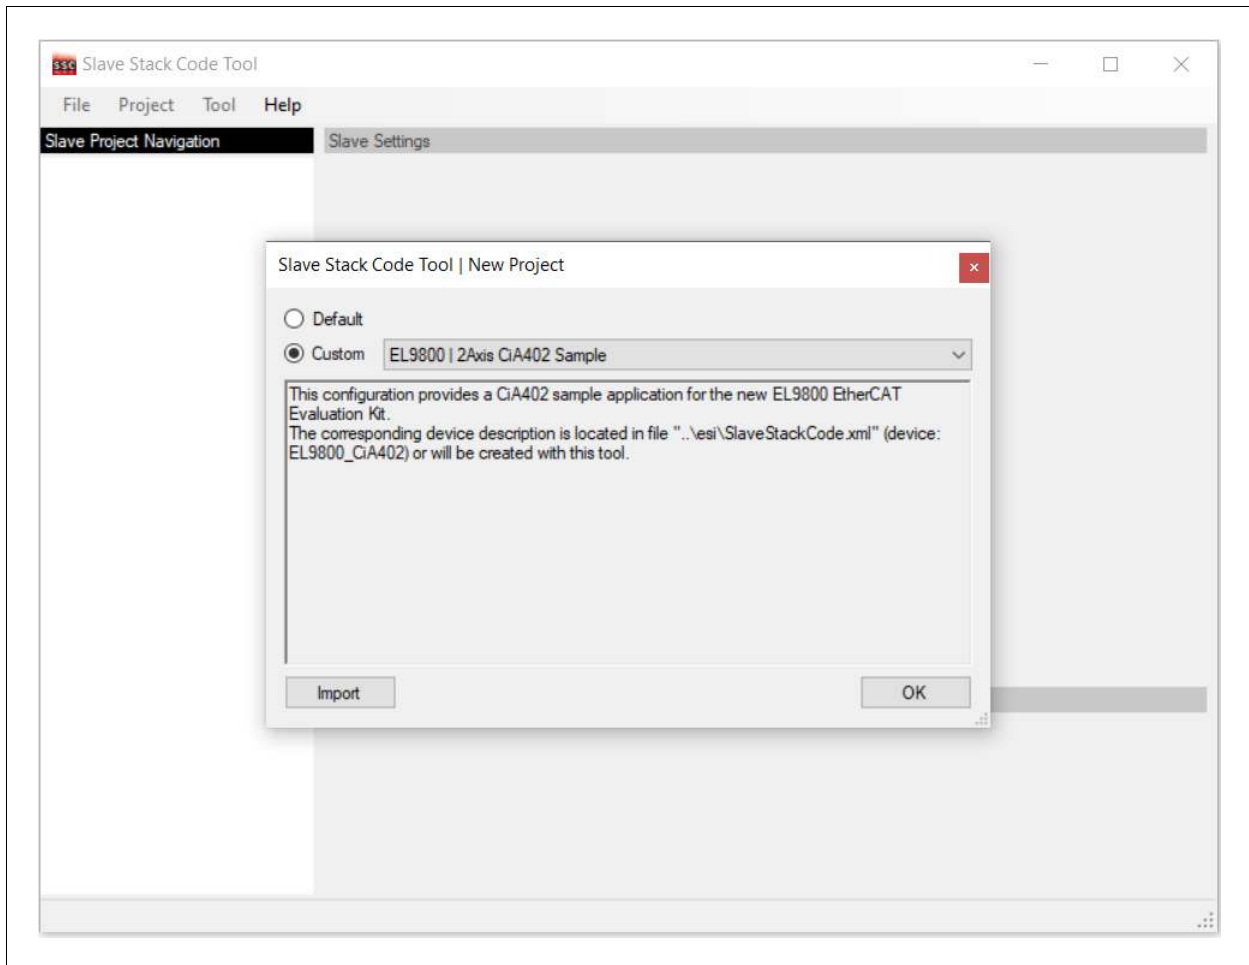 SSC Slave Stack Code Tool
File Project Tool Help
Slave Project Navigation
Slave Settings
Slave Stack Code Tool | New Project
Default
Custom
EL9800 | 2Axis CiA402 Sample
This configuration provides a CiA402 sample application for the new EL9800 EtherCAT
Evaluation Kit.
The corresponding device description is located in file "..\esi\SlaveStackCode.xml" (device:
EL9800_CiA402) or will be created with this tool.
Import
OK